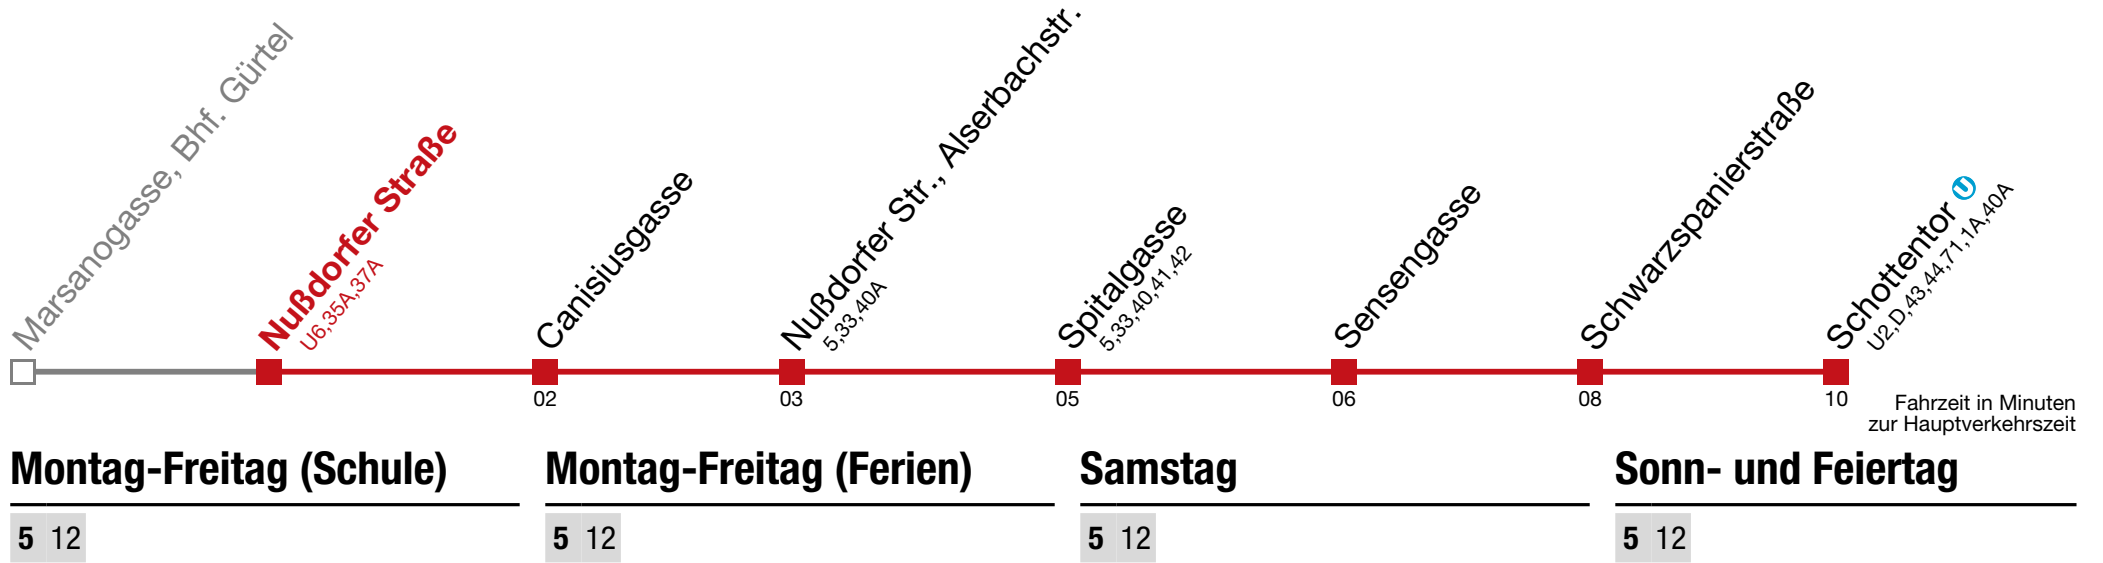 Marsanogasse, Bhf. Gürtel
Nußdorfer Straße
U6,35A,37A
Canisiusgasse
Nußdorfer Str., Alserbachstr.
5,33,40A
Spitalgasse
5,33,40,41,42
Sensengasse
Schwarzspanierstraße
Schottentor U
U2,D,43,44,71,1A,40A
02
03
05
06
08
10
Fahrzeit in Minuten
zur Hauptverkehrszeit
Montag-Freitag (Schule)
5 12
Montag-Freitag (Ferien)
5 12
Samstag
5 12
Sonn- und Feiertag
5 12